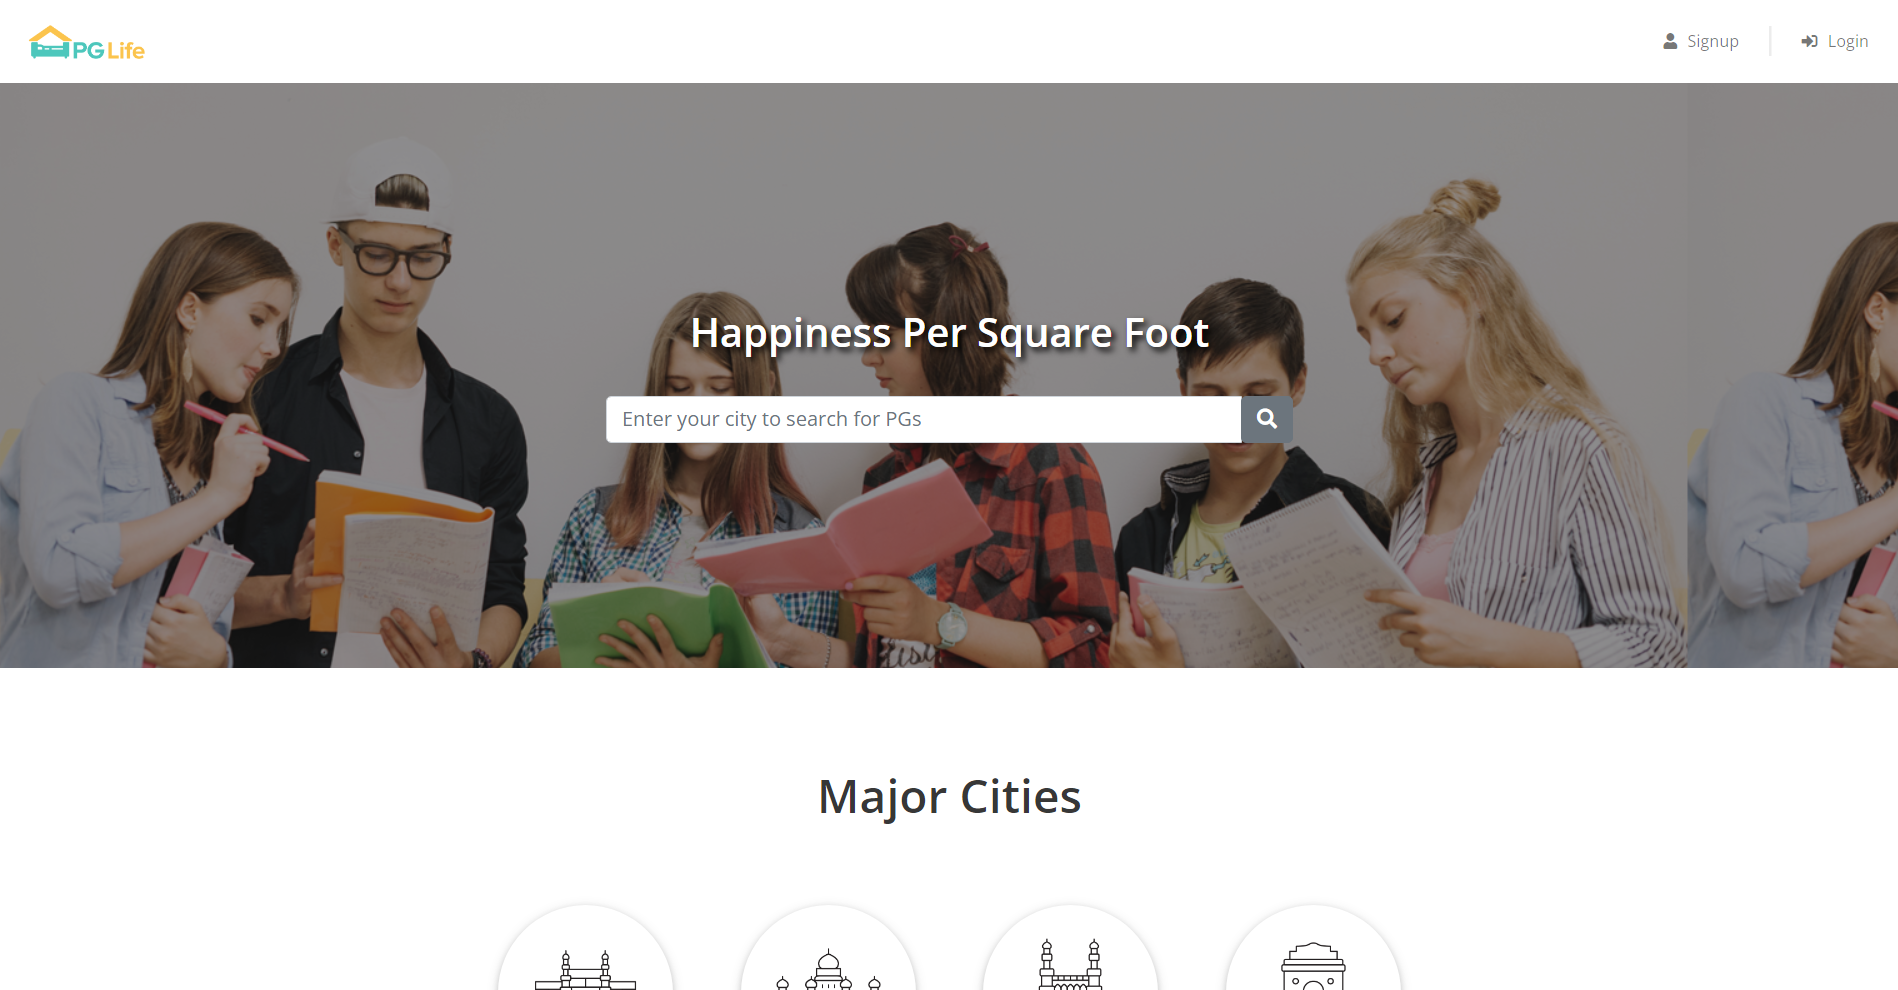 PG Life
Signup
Login
Happiness Per Square Foot
Enter your city to search for PGs
Major Cities